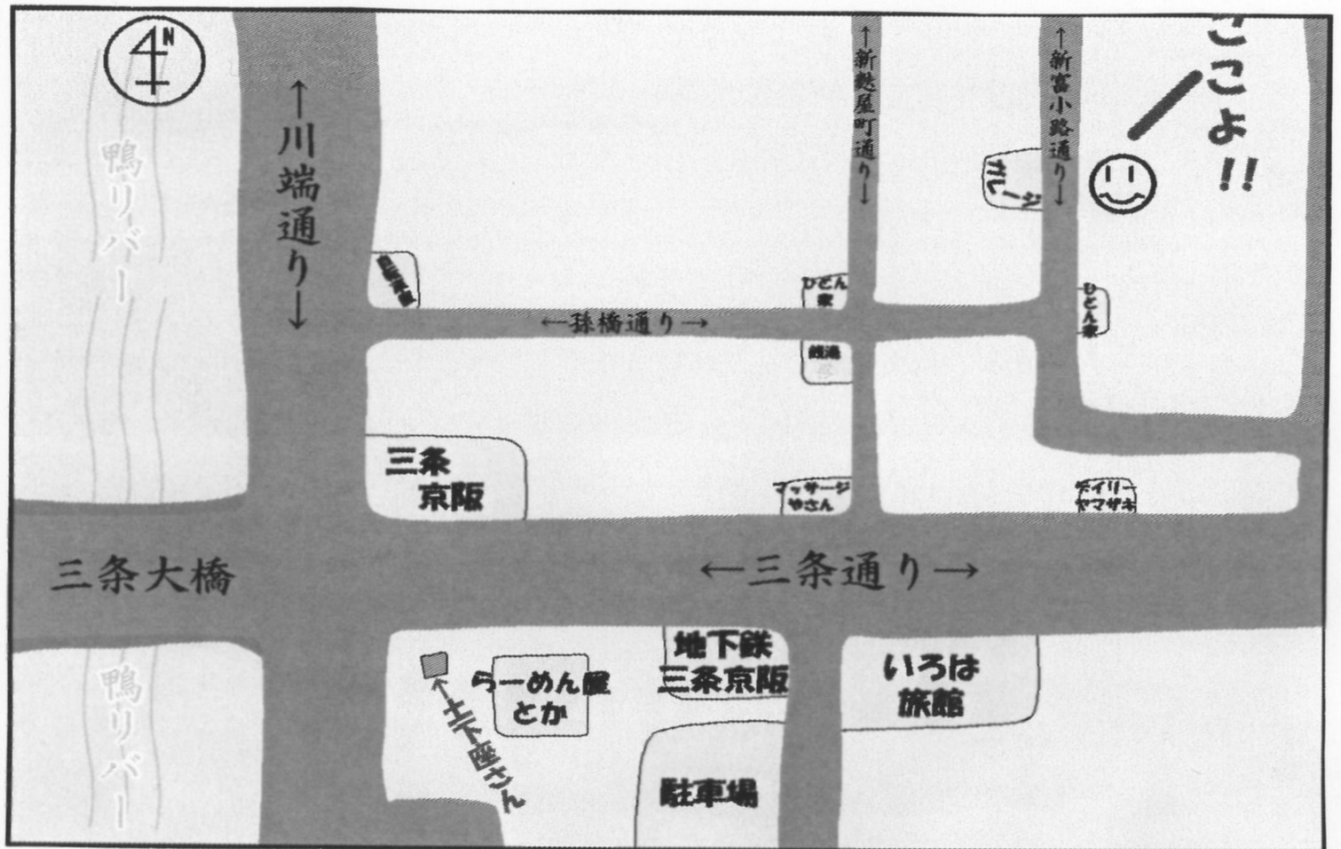 N
ここよ!!
↑新麩屋町通り↓
↑新富小路通り↓
↑川端通り↓
鴨リバー
ガレージ
ひとん
家
ひとん
家
←孫橋通り→
銭湯
三条
京阪
マッサージ
やさん
デイリー
ヤマザキ
三条大橋
←三条通り→
地下鉄
三条京阪
いろは
旅館
らーめん屋
とか
←土下座さん
駐車場
鴨リバー